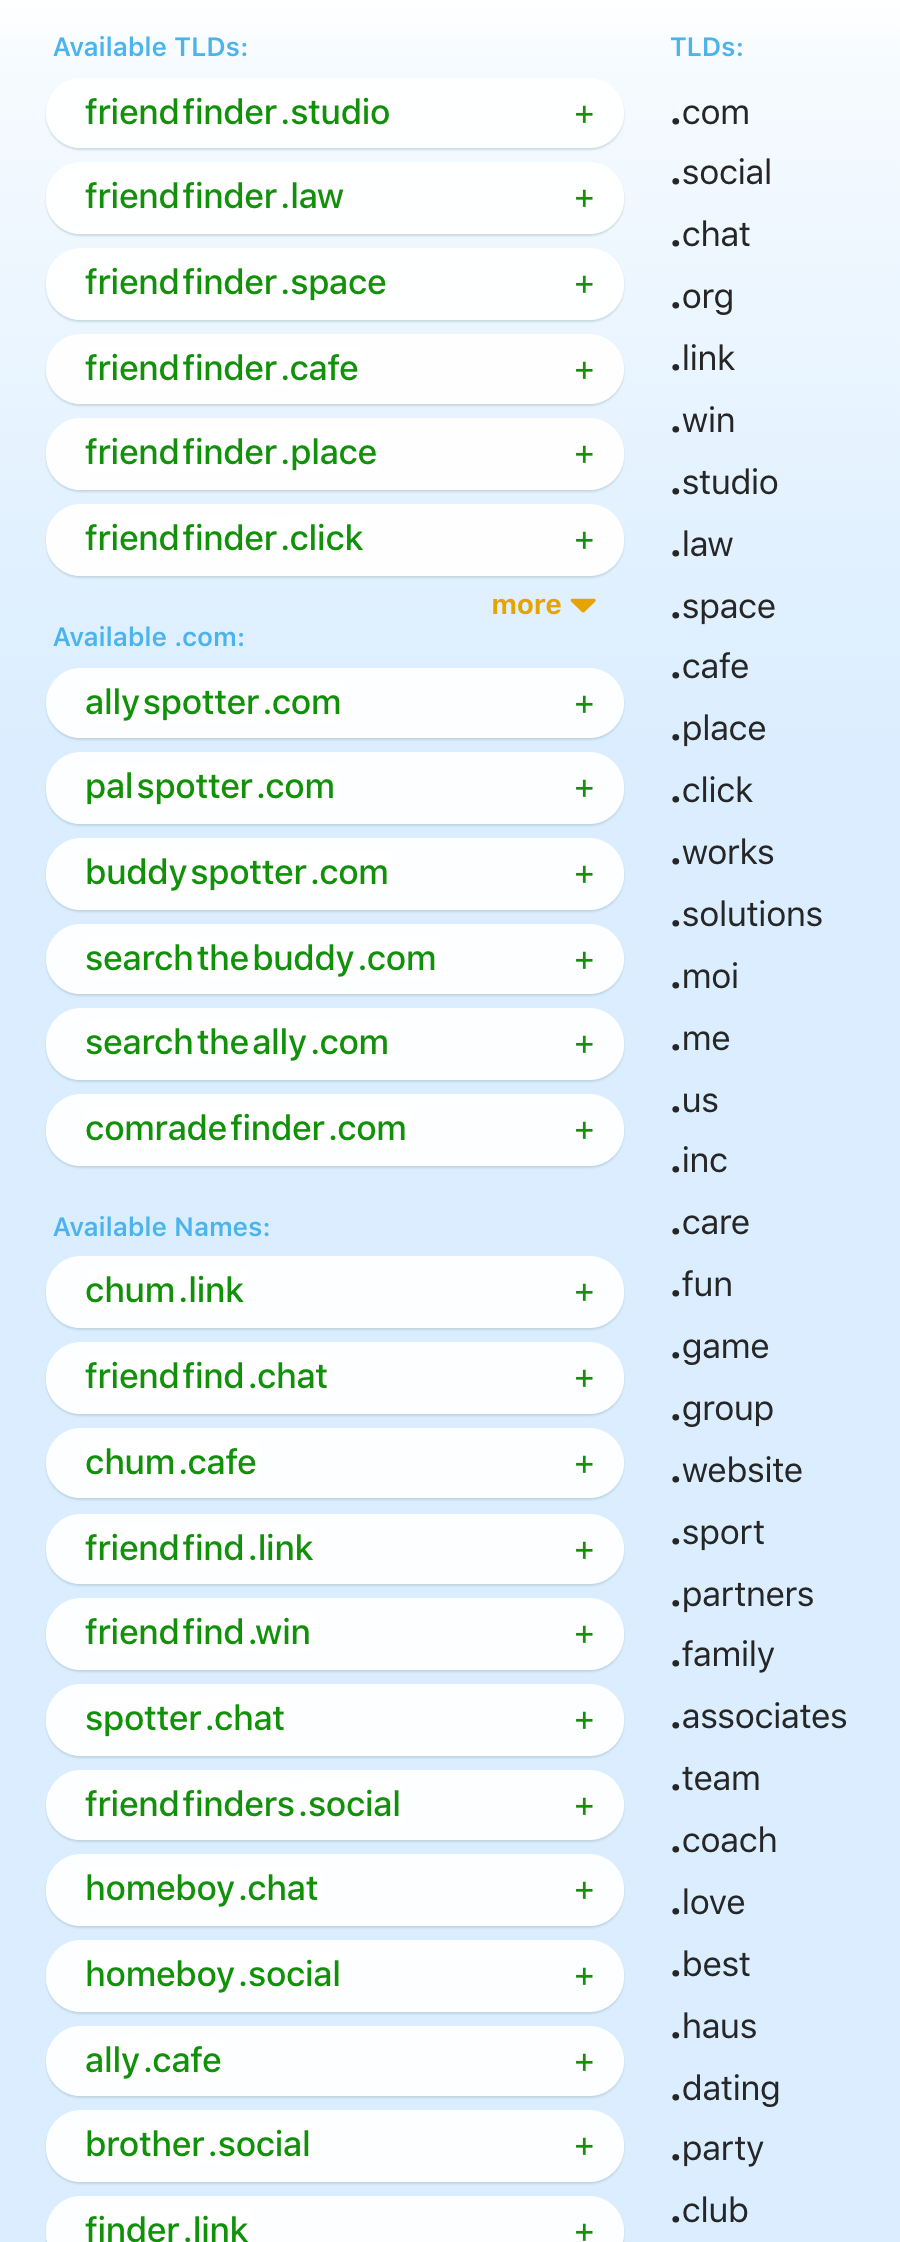 Available TLDs:
friendfinder.studio +
friendfinder.law +
friendfinder.space +
friendfinder.cafe +
friendfinder.place +
friendfinder.click +
more
Available .com:
allyspotter.com +
palspotter.com +
buddyspotter.com +
searchthebuddy.com +
searchtheally.com +
comradefinder.com +
Available Names:
chum.link +
friendfind.chat +
chum.cafe +
friendfind.link +
friendfind.win +
spotter.chat +
friendfinders.social +
homeboy.chat +
homeboy.social +
ally.cafe +
brother.social +
finder.link +
TLDs:
.com
.social
.chat
.org
.link
.win
.studio
.law
.space
.cafe
.place
.click
.works
.solutions
.moi
.me
.us
.inc
.care
.fun
.game
.group
.website
.sport
.partners
.family
.associates
.team
.coach
.love
.best
.haus
.dating
.party
.club